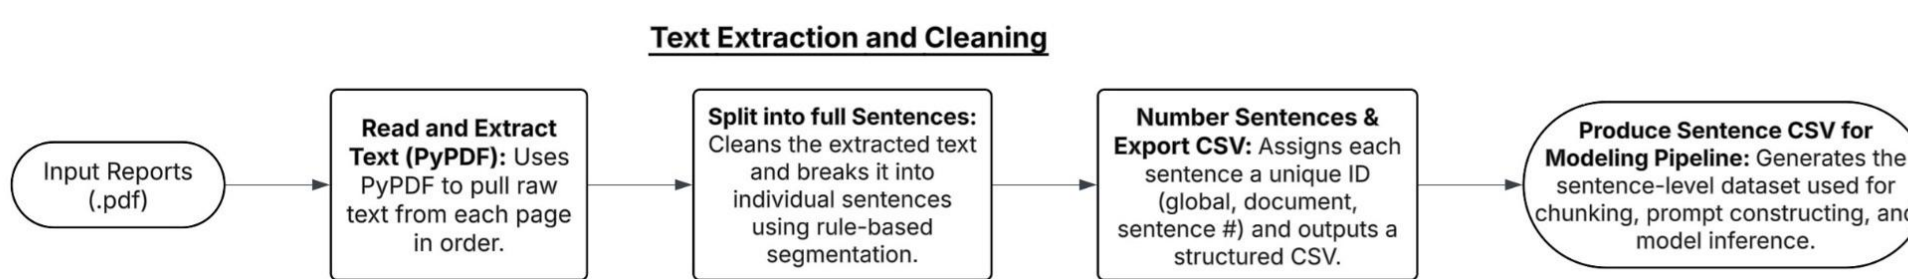 Text Extraction and Cleaning
Input Reports
(.pdf)
Read and Extract
Text (PyPDF): Uses
PyPDF to pull raw
text from each page
in order.
Split into full Sentences:
Cleans the extracted text
and breaks it into
individual sentences
using rule-based
segmentation.
Number Sentences &
Export CSV: Assigns each
sentence a unique ID
(global, document,
sentence #) and outputs a
structured CSV.
Produce Sentence CSV for
Modeling Pipeline: Generates the
sentence-level dataset used for
chunking, prompt constructing, and
model inference.